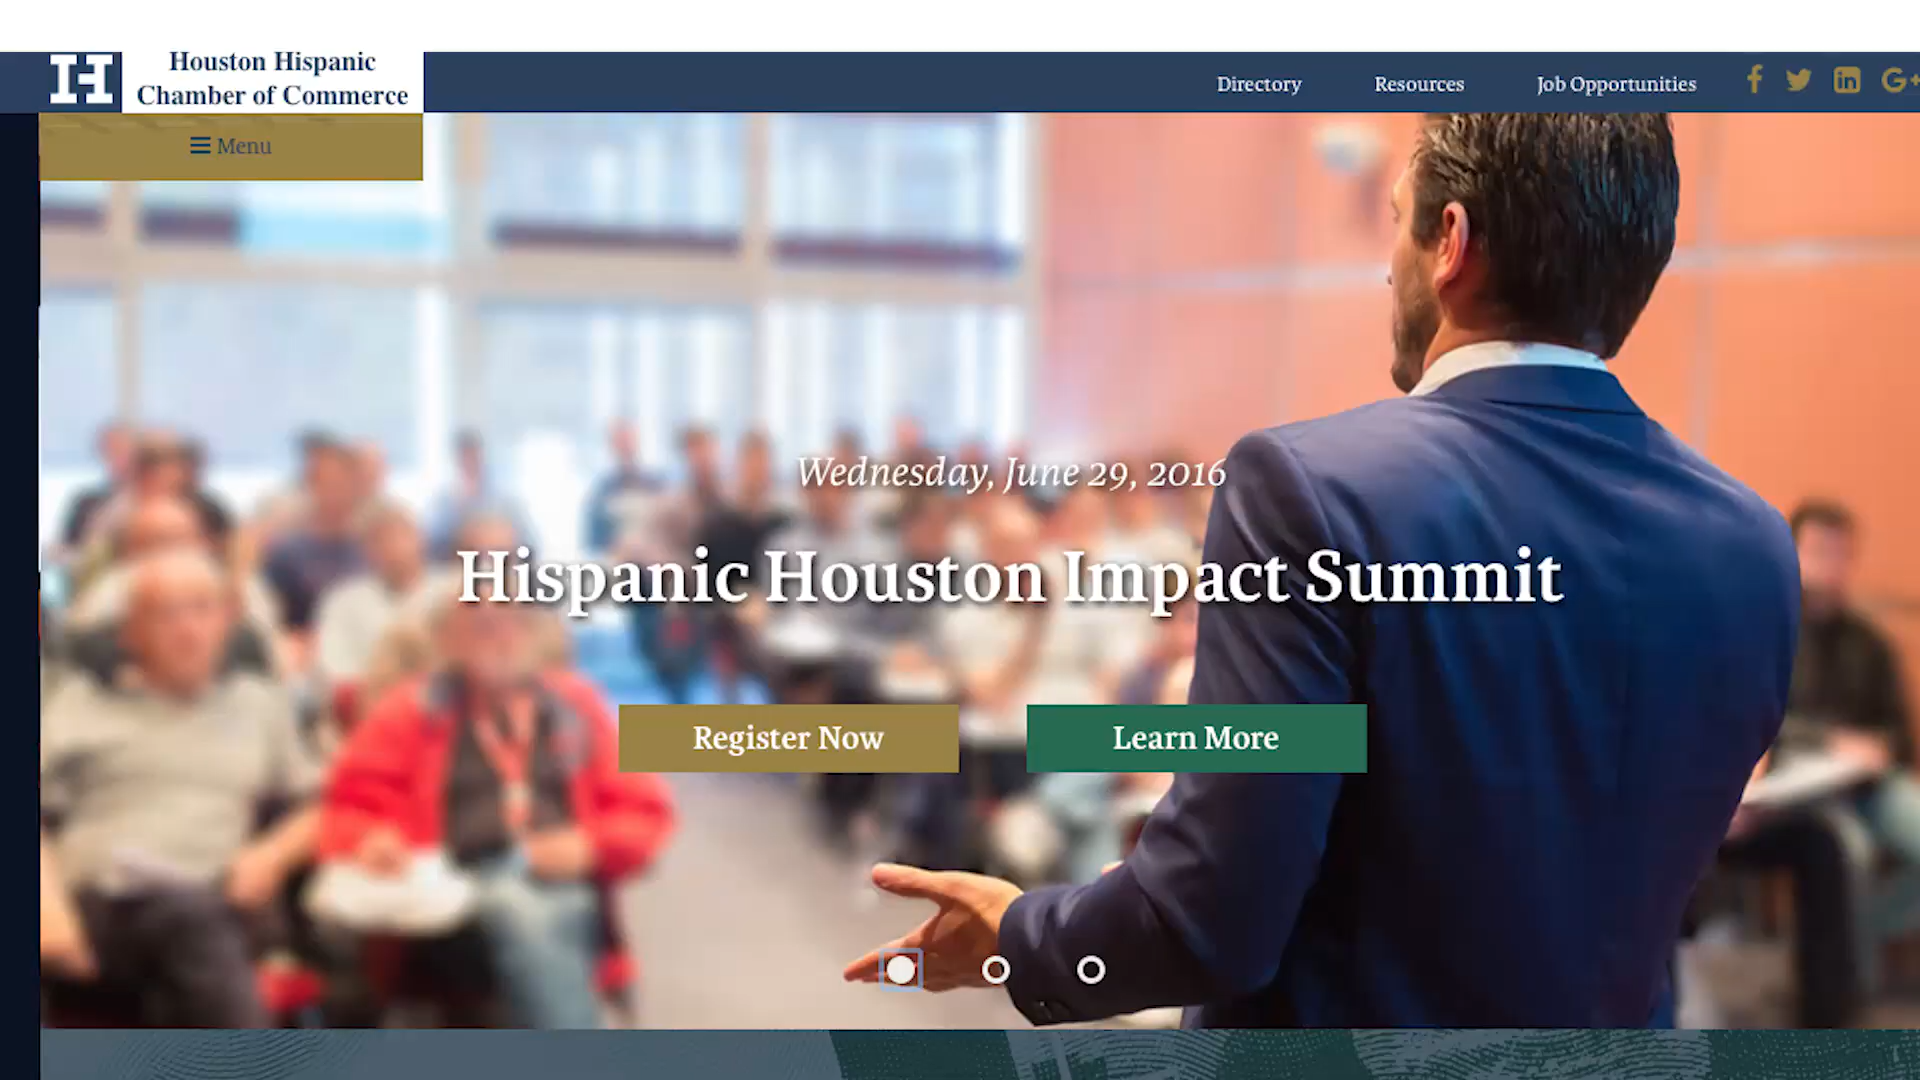 Houston Hispanic
Chamber of Commerce
Directory
Resources
Job Opportunities
Menu
Wednesday, June 29, 2016
Hispanic Houston Impact Summit
Register Now
Learn More